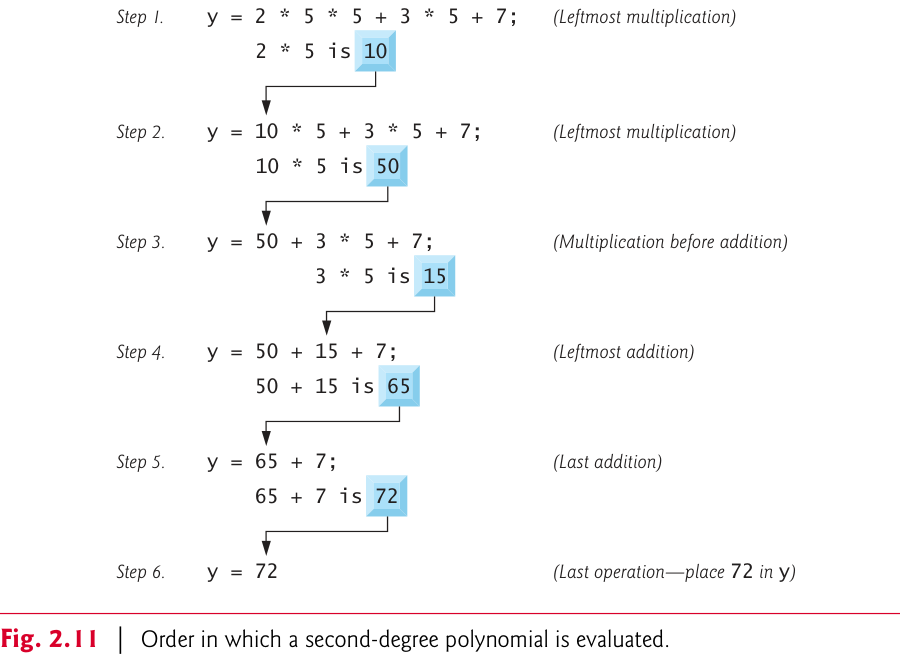 Step 1. y = 2 * 5 * 5 + 3 * 5 + 7; (Leftmost multiplication)
2 * 5 is 10
Step 2. y = 10 * 5 + 3 * 5 + 7; (Leftmost multiplication)
10 * 5 is 50
Step 3. y = 50 + 3 * 5 + 7; (Multiplication before addition)
3 * 5 is 15
Step 4. y = 50 + 15 + 7; (Leftmost addition)
50 + 15 is 65
Step 5. y = 65 + 7; (Last addition)
65 + 7 is 72
Step 6. y = 72 (Last operation—place 72 in y)
Fig. 2.11 | Order in which a second-degree polynomial is evaluated.